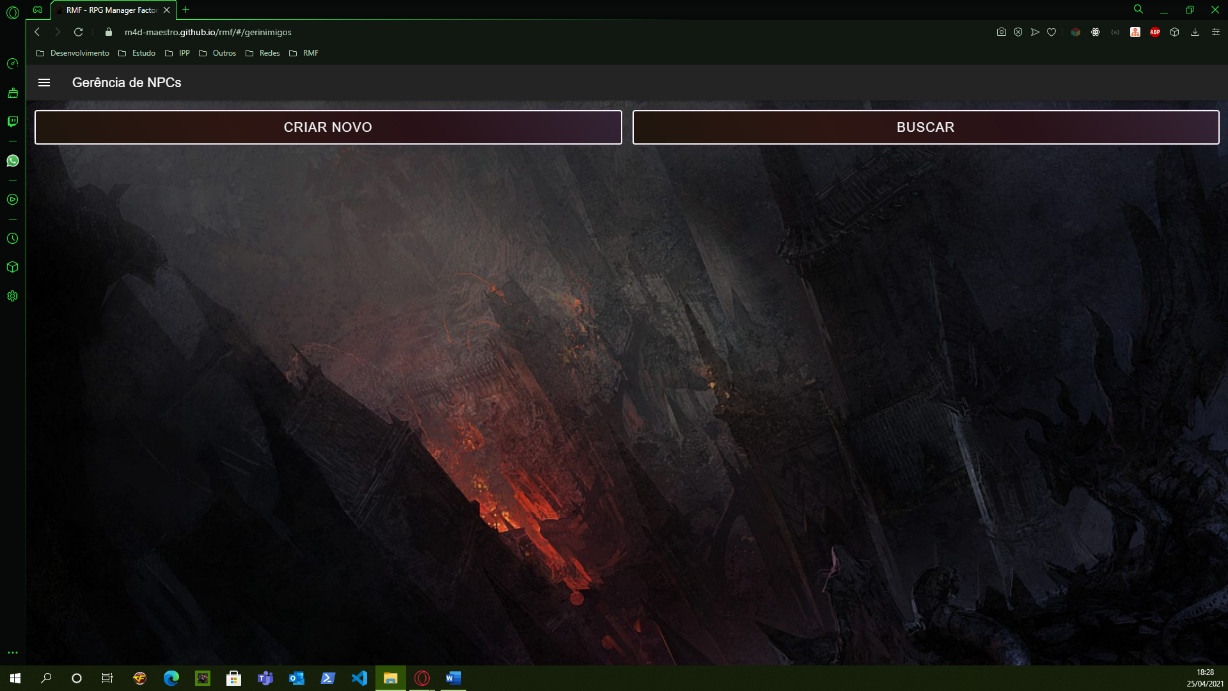 RMF - RPG Manager Factor
m4d-maestro.github.io/rmf/#/gerinimigos
ABP
Desenvolvimento Estudo IPP Outros Redes RMF
Gerência de NPCs
CRIAR NOVO BUSCAR
18:28
25/04/2021